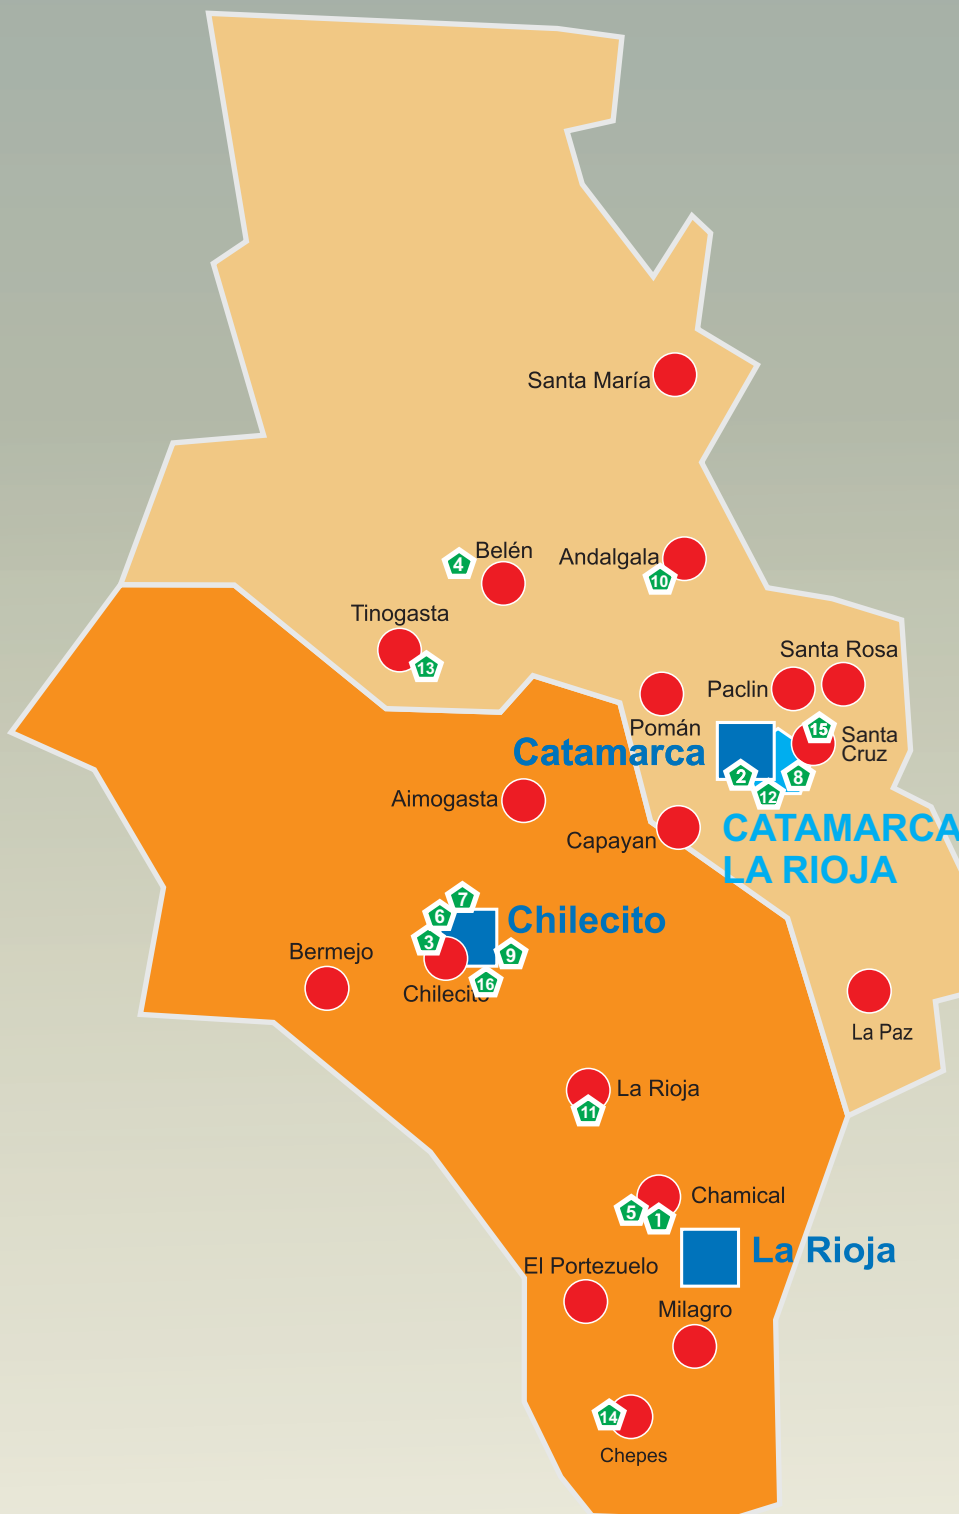 Santa María
Belén
4
Andalgala
10
Tinogasta
13
Santa Rosa
Paclin
Pomán
15
Santa
Cruz
Catamarca
2
8
12
Aimogasta
CATAMARCA
LA RIOJA
Capayan
7
6
Chilecito
3
9
Bermejo
16
Chilecito
La Paz
La Rioja
11
Chamical
5
1
La Rioja
El Portezuelo
Milagro
14
Chepes